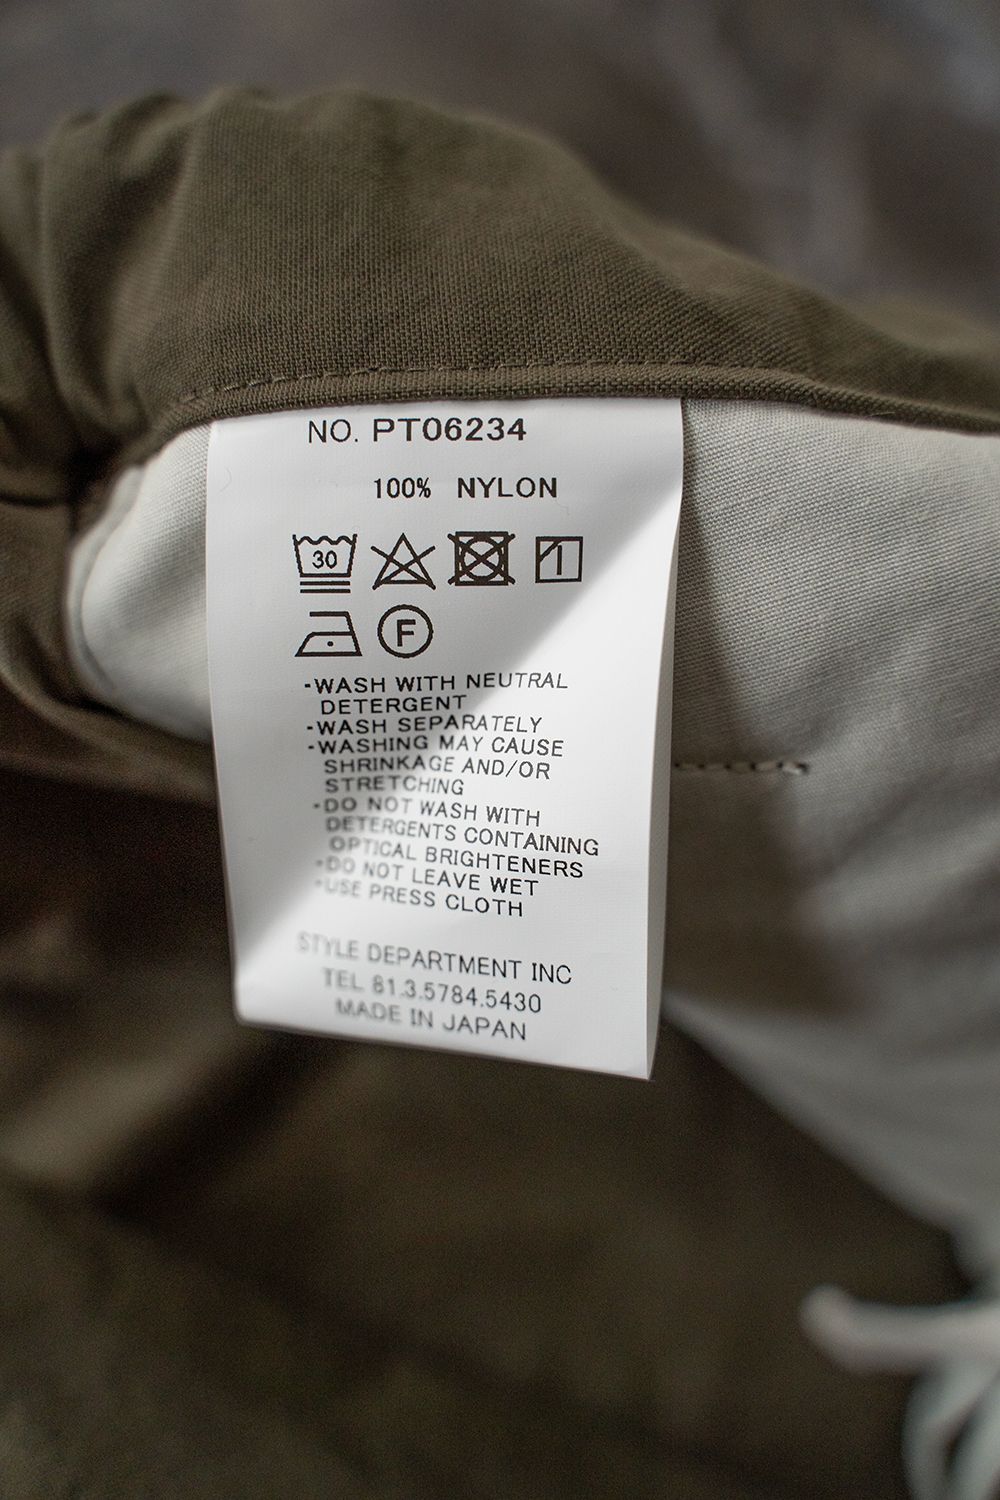 NO. PT06234
100% NYLON
30
F
-WASH WITH NEUTRAL
DETERGENT
-WASH SEPARATELY
-WASHING MAY CAUSE
SHRINKAGE AND/OR
STRETCHING
-DO NOT WASH WITH
DETERGENTS CONTAINING
OPTICAL BRIGHTENERS
-DO NOT LEAVE WET
-USE PRESS CLOTH
STYLE DEPARTMENT INC
TEL 81.3.5784.5430
MADE IN JAPAN